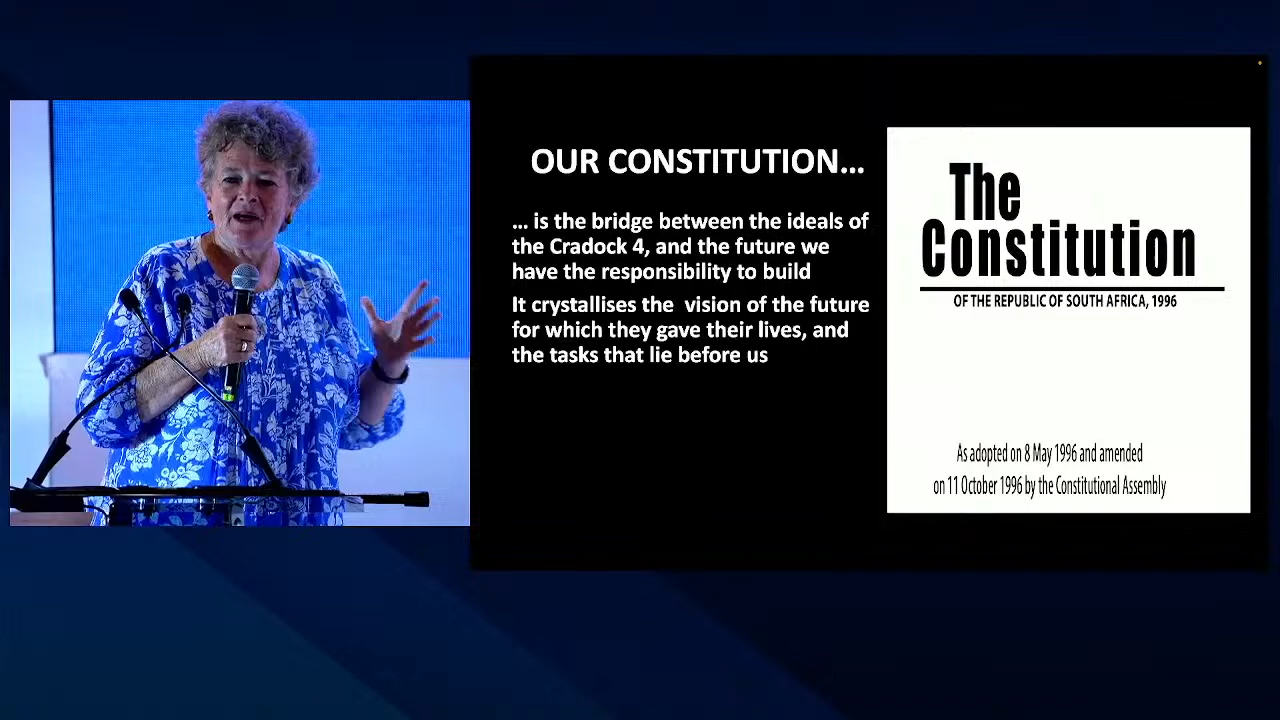 OUR CONSTITUTION...
... is the bridge between the ideals of
the Cradock 4, and the future we
have the responsibility to build
It crystallises the vision of the future
for which they gave their lives, and
the tasks that lie before us
The
Constitution
OF THE REPUBLIC OF SOUTH AFRICA, 1996
As adopted on 8 May 1996 and amended
on 11 October 1996 by the Constitutional Assembly